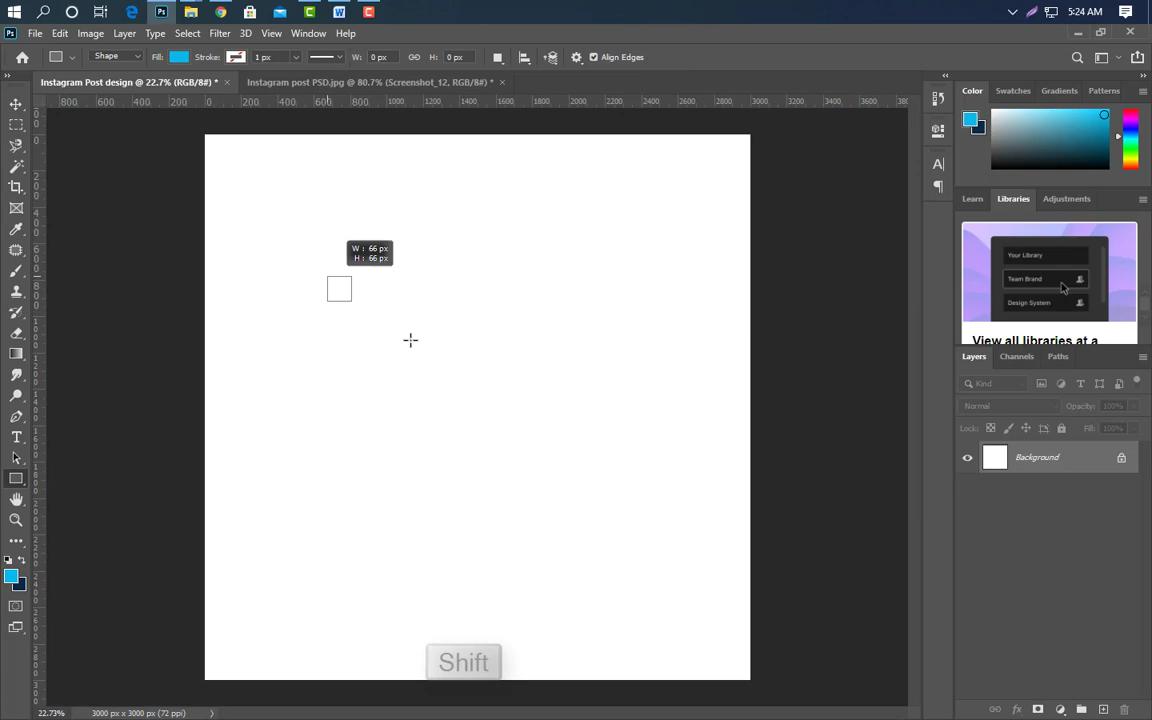 5:24 AM
File Edit Image Layer Type Select Filter 3D View Window Help
Shape Fill: Stroke: 1 px W: 0 px H: 0 px Align Edges
Instagram Post design @ 22.7% (RGB/8#) * × Instagram post PSD.jpg @ 80.7% (Screenshot_12, RGB/8#) * ×
800 600 400 200 0 200 400 600 800 1000 1200 1400 1600 1800 2000 2200 2400 2600 2800 3000 3200 3400 3600
Color Swatches Gradients Patterns
Learn Libraries Adjustments
Your Library
Team Brand
Design System
View all libraries at a
W : 66 px
H : 66 px
Layers Channels Paths
Kind
Normal Opacity: 100%
Lock: Fill: 100%
Background
Shift
22.73% 3000 px x 3000 px (72 ppi)